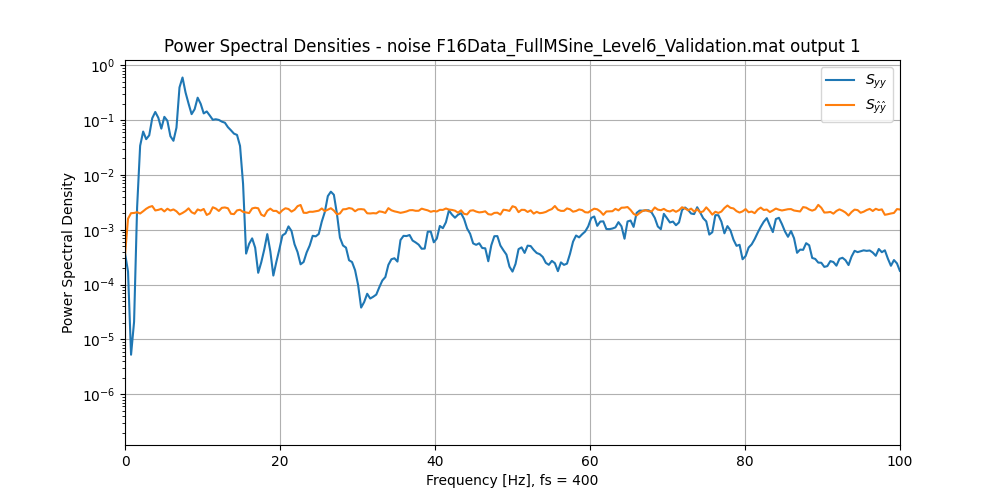 Power Spectral Densities - noise F16Data_FullMSine_Level6_Validation.mat output 1
Power Spectral Density
10⁰
10⁻¹
10⁻²
10⁻³
10⁻⁴
10⁻⁵
10⁻⁶
S_yy
S_ŷŷ
0 20 40 60 80 100
Frequency [Hz], fs = 400